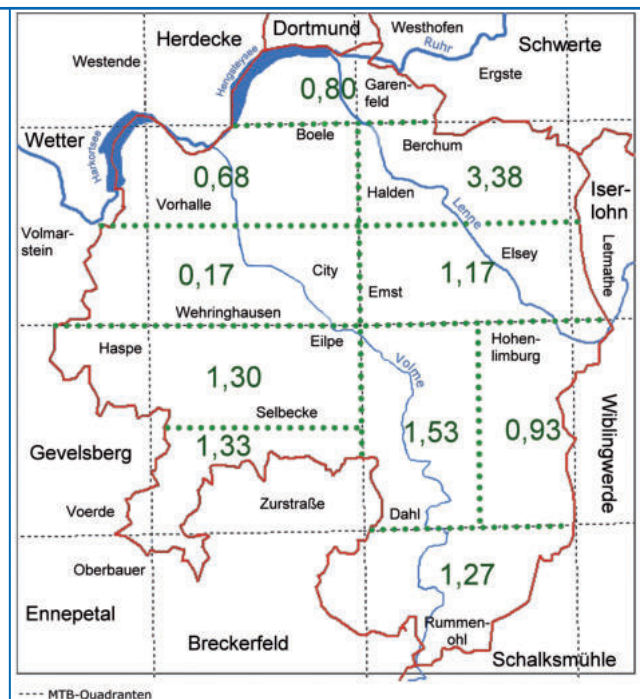 Herdecke
Dortmund
Westhofen
Schwerte
Westende
Ruhr
Ergste
Hengsteysee
0,80
Garen-
feld
Boele
Berchum
Wetter
Harkortsee
0,68
3,38
Iser-
lohn
Vorhalle
Halden
Lenne
Volmar-
stein
Elsey
Letmathe
0,17
City
1,17
Emst
Wehringhausen
Haspe
Eilpe
Volme
Hohen-
limburg
1,30
Selbecke
1,53
0,93
Wiblingwerde
Gevelsberg
1,33
Zurstraße
Voerde
Dahl
Oberbauer
1,27
Ennepetal
Breckerfeld
Rummen-
ohl
Schalksmühle
---- MTB-Quadranten